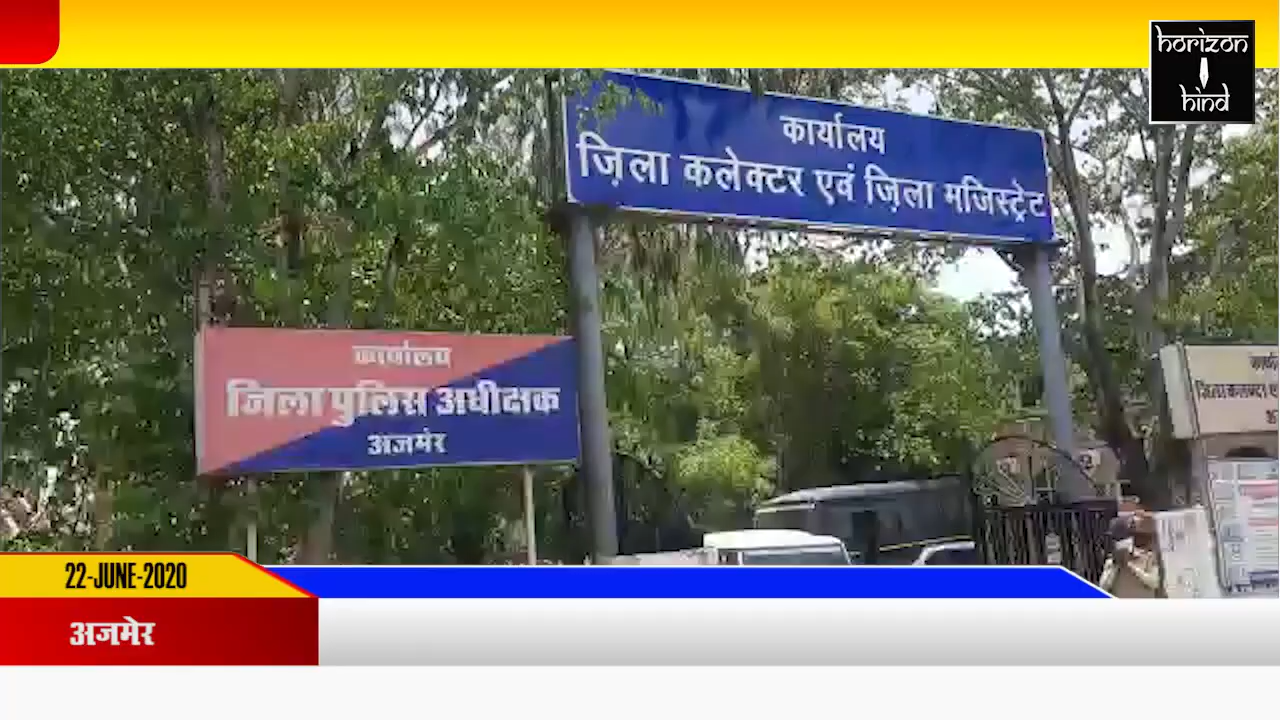 horizon
hind
कार्यालय
ज़िला कलेक्टर एवं ज़िला मजिस्ट्रेट
कार्यालय
जिला पुलिस अधीक्षक
अजमेर
22-JUNE-2020
अजमेर